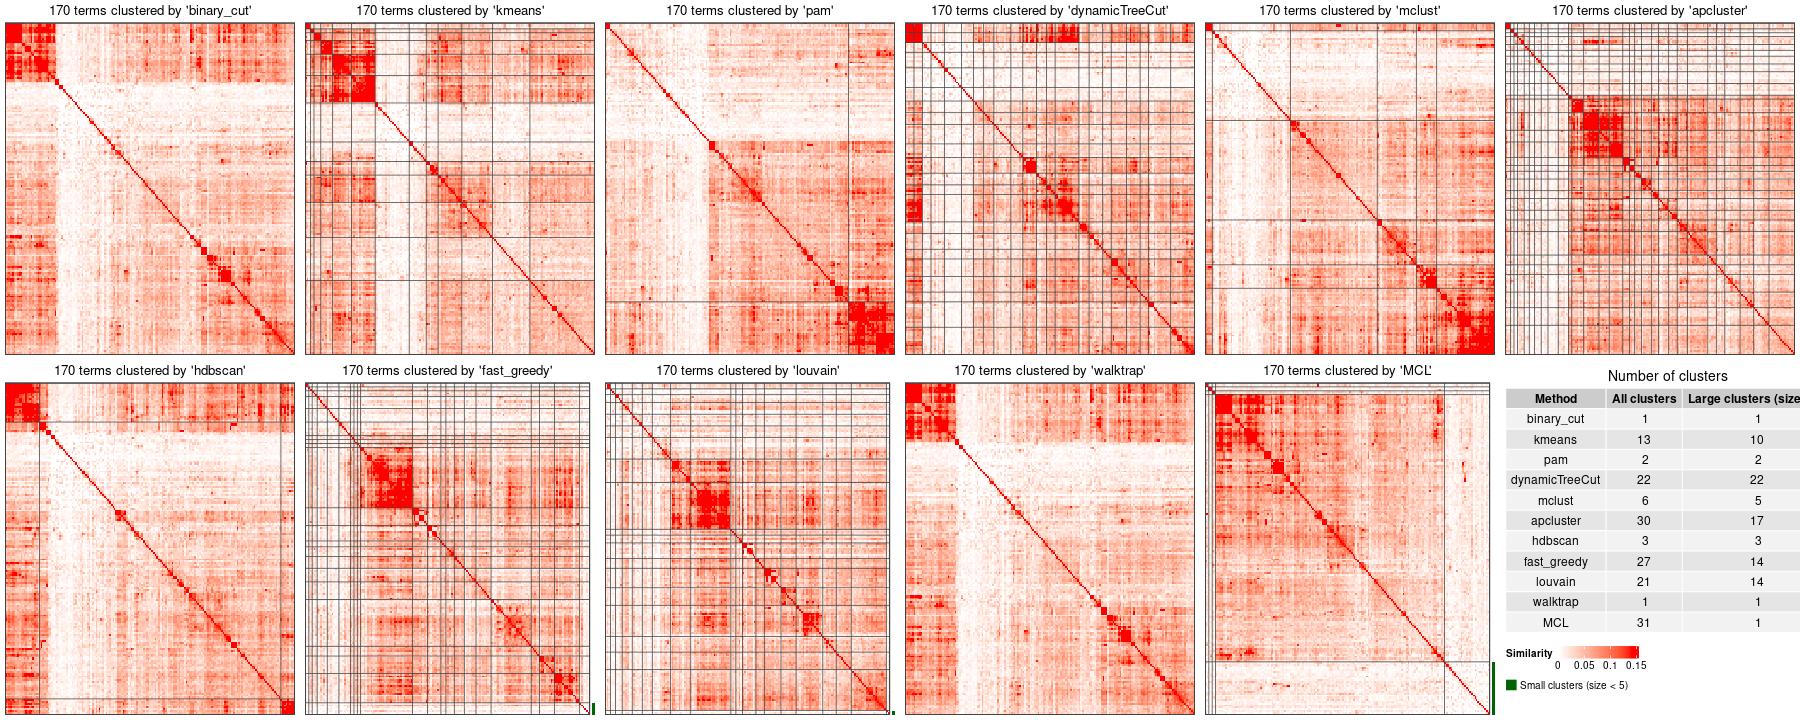 170 terms clustered by 'binary_cut'
170 terms clustered by 'kmeans'
170 terms clustered by 'pam'
170 terms clustered by 'dynamicTreeCut'
170 terms clustered by 'mclust'
170 terms clustered by 'apcluster'
170 terms clustered by 'hdbscan'
170 terms clustered by 'fast_greedy'
170 terms clustered by 'louvain'
170 terms clustered by 'walktrap'
170 terms clustered by 'MCL'
Number of clusters
Method All clusters Large clusters (size
binary_cut 1 1
kmeans 13 10
pam 2 2
dynamicTreeCut 22 22
mclust 6 5
apcluster 30 17
hdbscan 3 3
fast_greedy 27 14
louvain 21 14
walktrap 1 1
MCL 31 1
Similarity
0 0.05 0.1 0.15
Small clusters (size < 5)